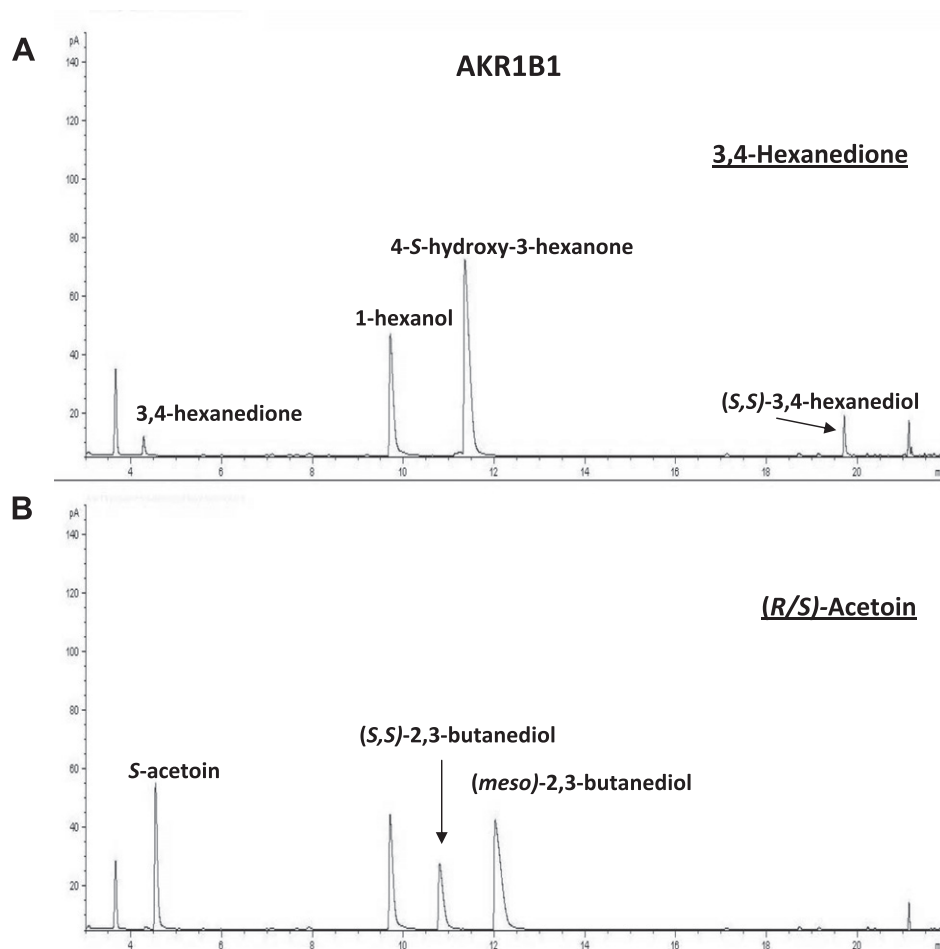 A
AKR1B1
pA
140
120
100
80
60
40
20
3,4-Hexanedione
4-S-hydroxy-3-hexanone
1-hexanol
3,4-hexanedione
(S,S)-3,4-hexanediol
4 6 8 10 12 14 16 18 20
B
pA
140
120
100
80
60
40
20
(R/S)-Acetoin
(S,S)-2,3-butanediol
S-acetoin
(meso)-2,3-butanediol
4 6 8 10 12 14 16 18 20